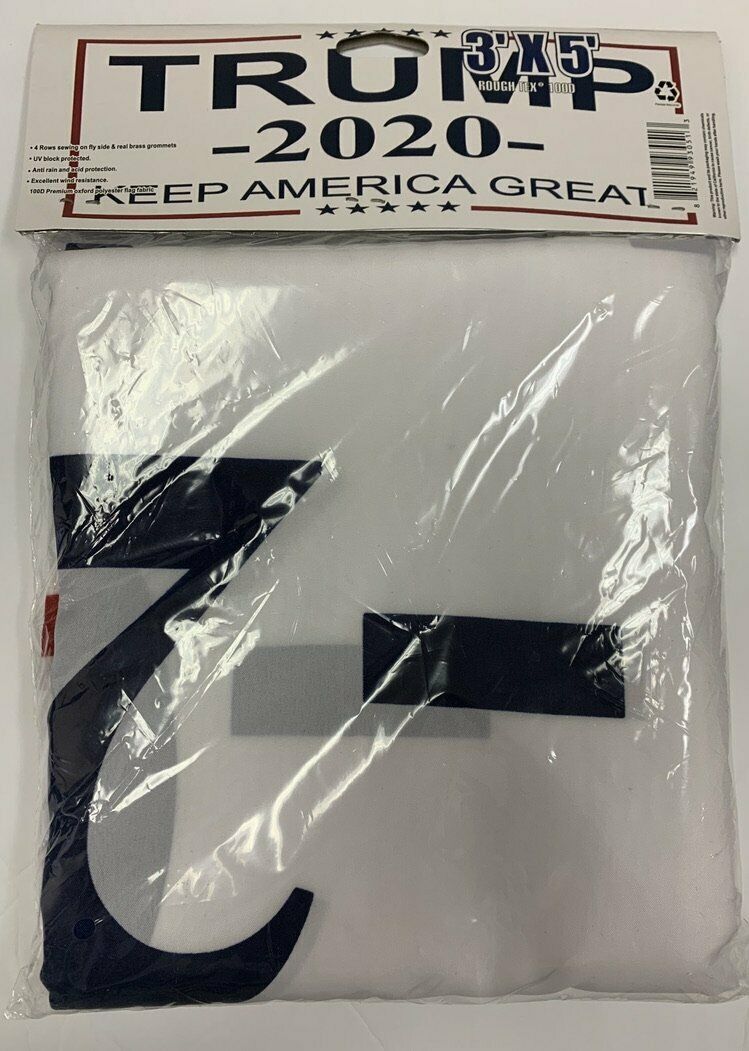 TRUMP
3' X 5'
ROUGH TEX® 100D
-2020-
KEEP AMERICA GREAT
• 4 Rows sewing on fly side & real brass grommets
• UV block protected.
• Anti rain and acid protection.
• Excellent wind resistance.
100D Premium oxford polyester flag fabric